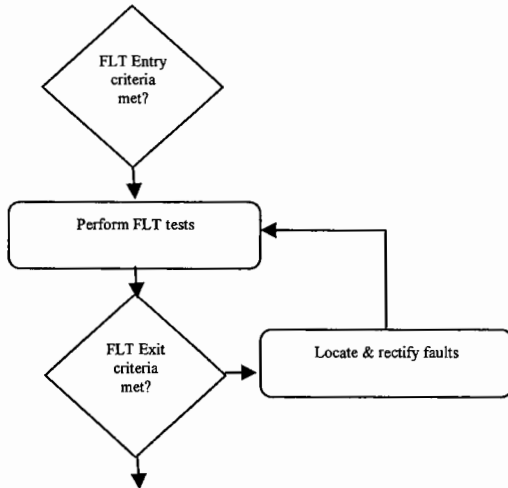 FLT Entry
criteria
met?
Perform FLT tests
FLT Exit
criteria
met?
Locate & rectify faults